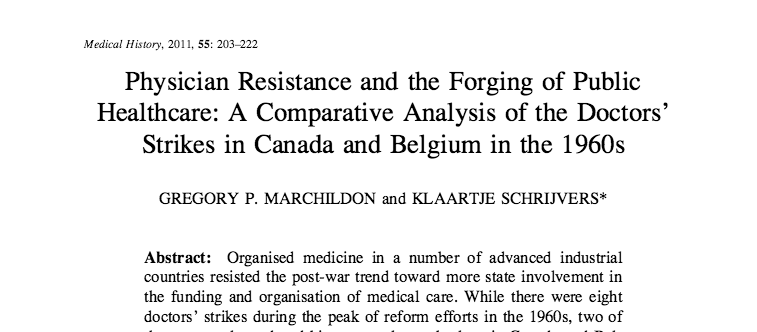 Medical History, 2011, 55: 203–222
Physician Resistance and the Forging of Public
Healthcare: A Comparative Analysis of the Doctors’
Strikes in Canada and Belgium in the 1960s
GREGORY P. MARCHILDON and KLAARTJE SCHRIJVERS*
Abstract: Organised medicine in a number of advanced industrial
countries resisted the post-war trend toward more state involvement in
the funding and organisation of medical care. While there were eight
doctors’ strikes during the peak of reform efforts in the 1960s, two of